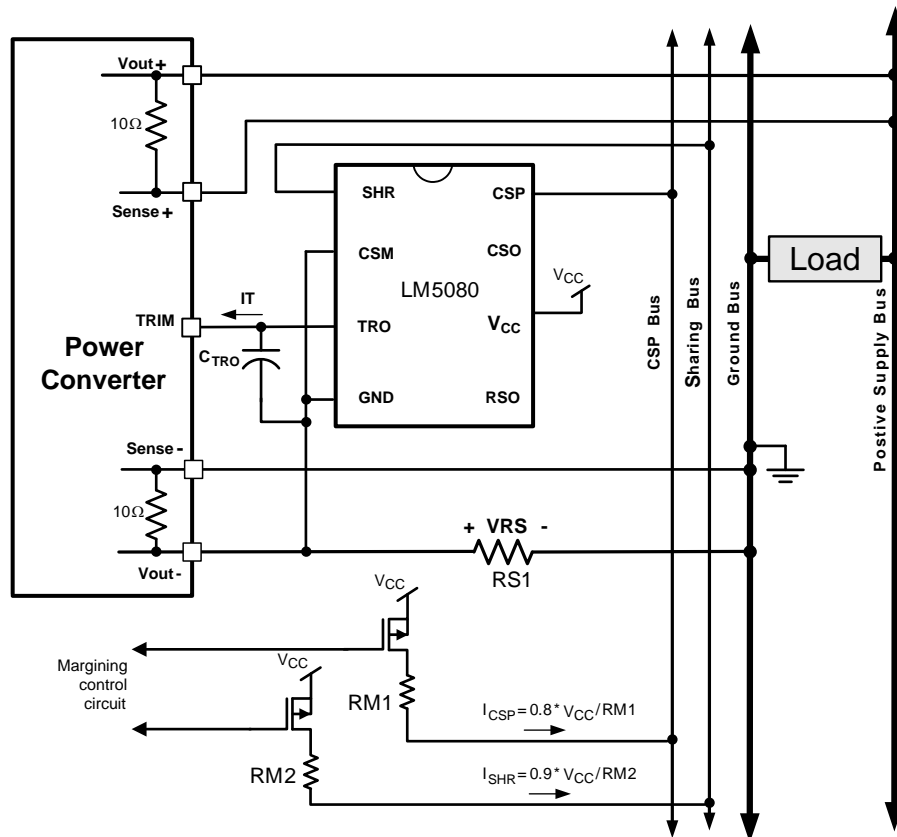 Vout+
10Ω
Sense+
SHR
CSP
CSM
CSO
LM5080
VCC
IT
TRIM
TRO
VCC
CTRO
Power
Converter
GND
RSO
CSP Bus
Sharing Bus
Ground Bus
Load
Postive Supply Bus
Sense-
10Ω
Vout-
+ VRS -
RS1
VCC
Margining
control
circuit
VCC
RM1
ICSP=0.8* VCC/RM1
RM2
ISHR=0.9* VCC/RM2